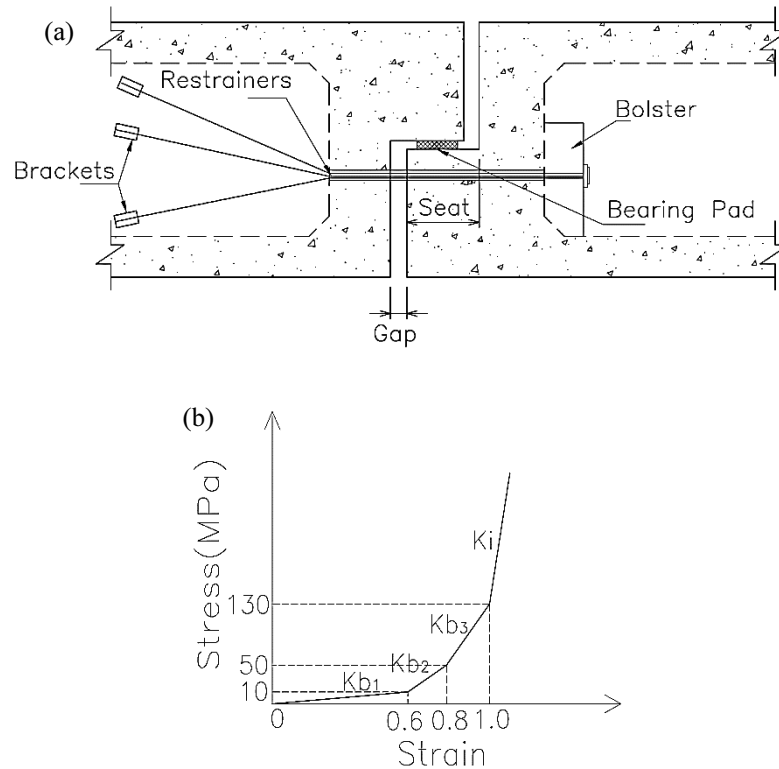 (a)
Restrainers
Bolster
Brackets
Seat
Bearing Pad
Gap
(b)
Stress(MPa)
Ki
130
Kb3
50
Kb2
10
Kb1
0
0.6
0.8
1.0
Strain